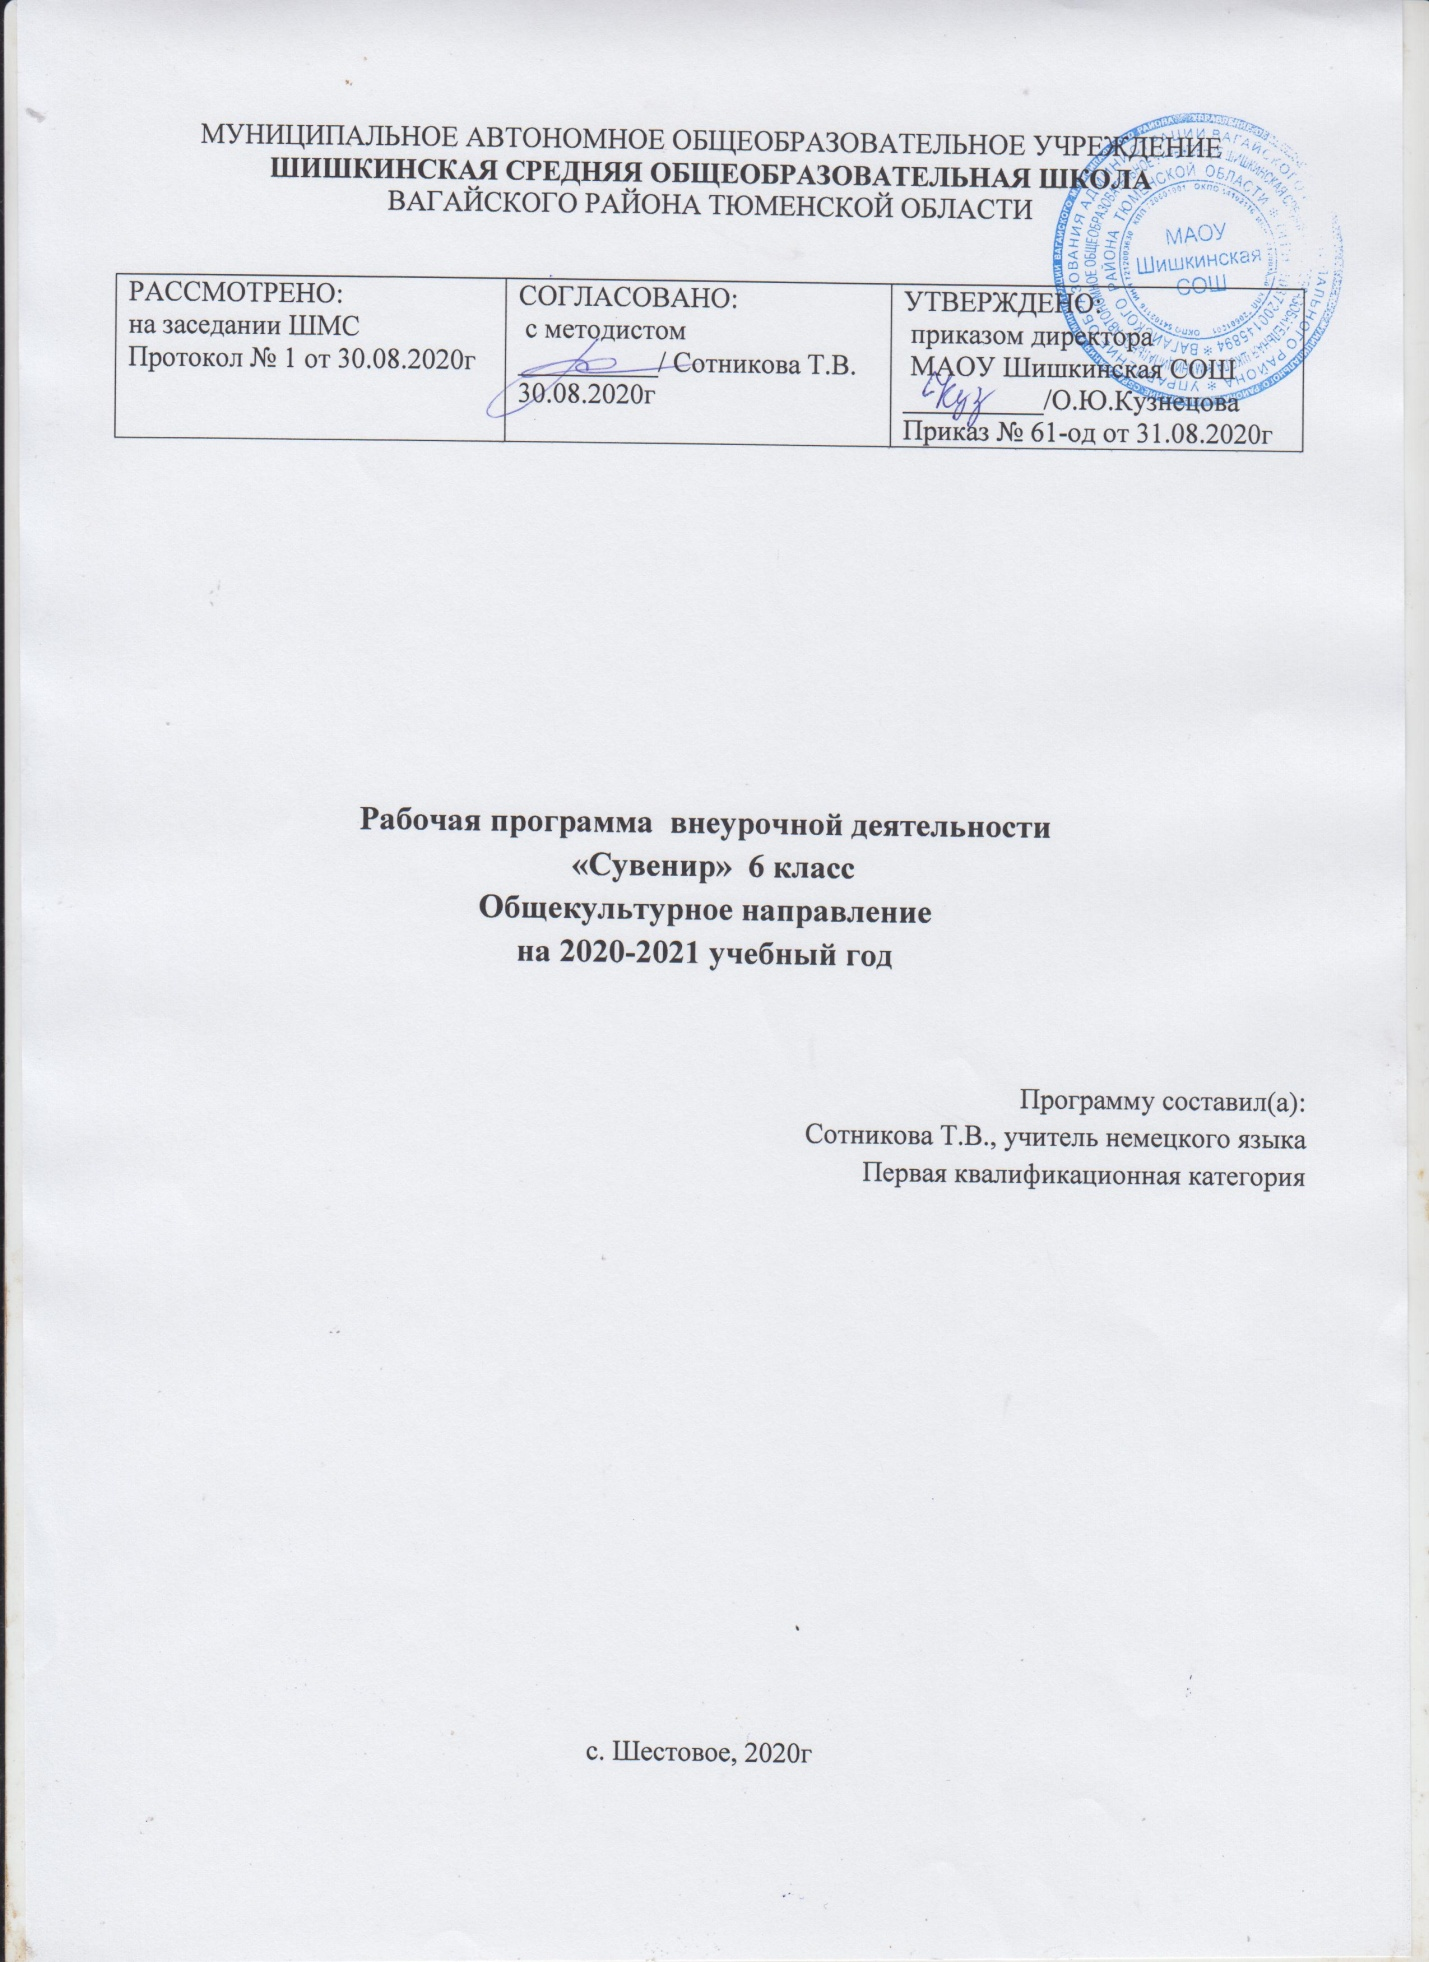 МУНИЦИПАЛЬНОЕ АВТОНОМНОЕ ОБЩЕОБРАЗОВАТЕЛЬНОЕ УЧРЕЖДЕНИЕ
ШИШКИНСКАЯ СРЕДНЯЯ ОБЩЕОБРАЗОВАТЕЛЬНАЯ ШКОЛА
ВАГАЙСКОГО РАЙОНА ТЮМЕНСКОЙ ОБЛАСТИ
МАОУ
Шишкинская
СОШ
РАССМОТРЕНО:
на заседании ШМС
Протокол № 1 от 30.08.2020г
СОГЛАСОВАНО:
с методистом
__________/ Сотникова Т.В.
30.08.2020г
УТВЕРЖДЕНО:
приказом директора
МАОУ Шишкинская СОШ
__________/О.Ю.Кузнецова
Приказ № 61-од от 31.08.2020г
Рабочая программа внеурочной деятельности
«Сувенир» 6 класс
Общекультурное направление
на 2020-2021 учебный год
Программу составил(а):
Сотникова Т.В., учитель немецкого языка
Первая квалификационная категория
с. Шестовое, 2020г